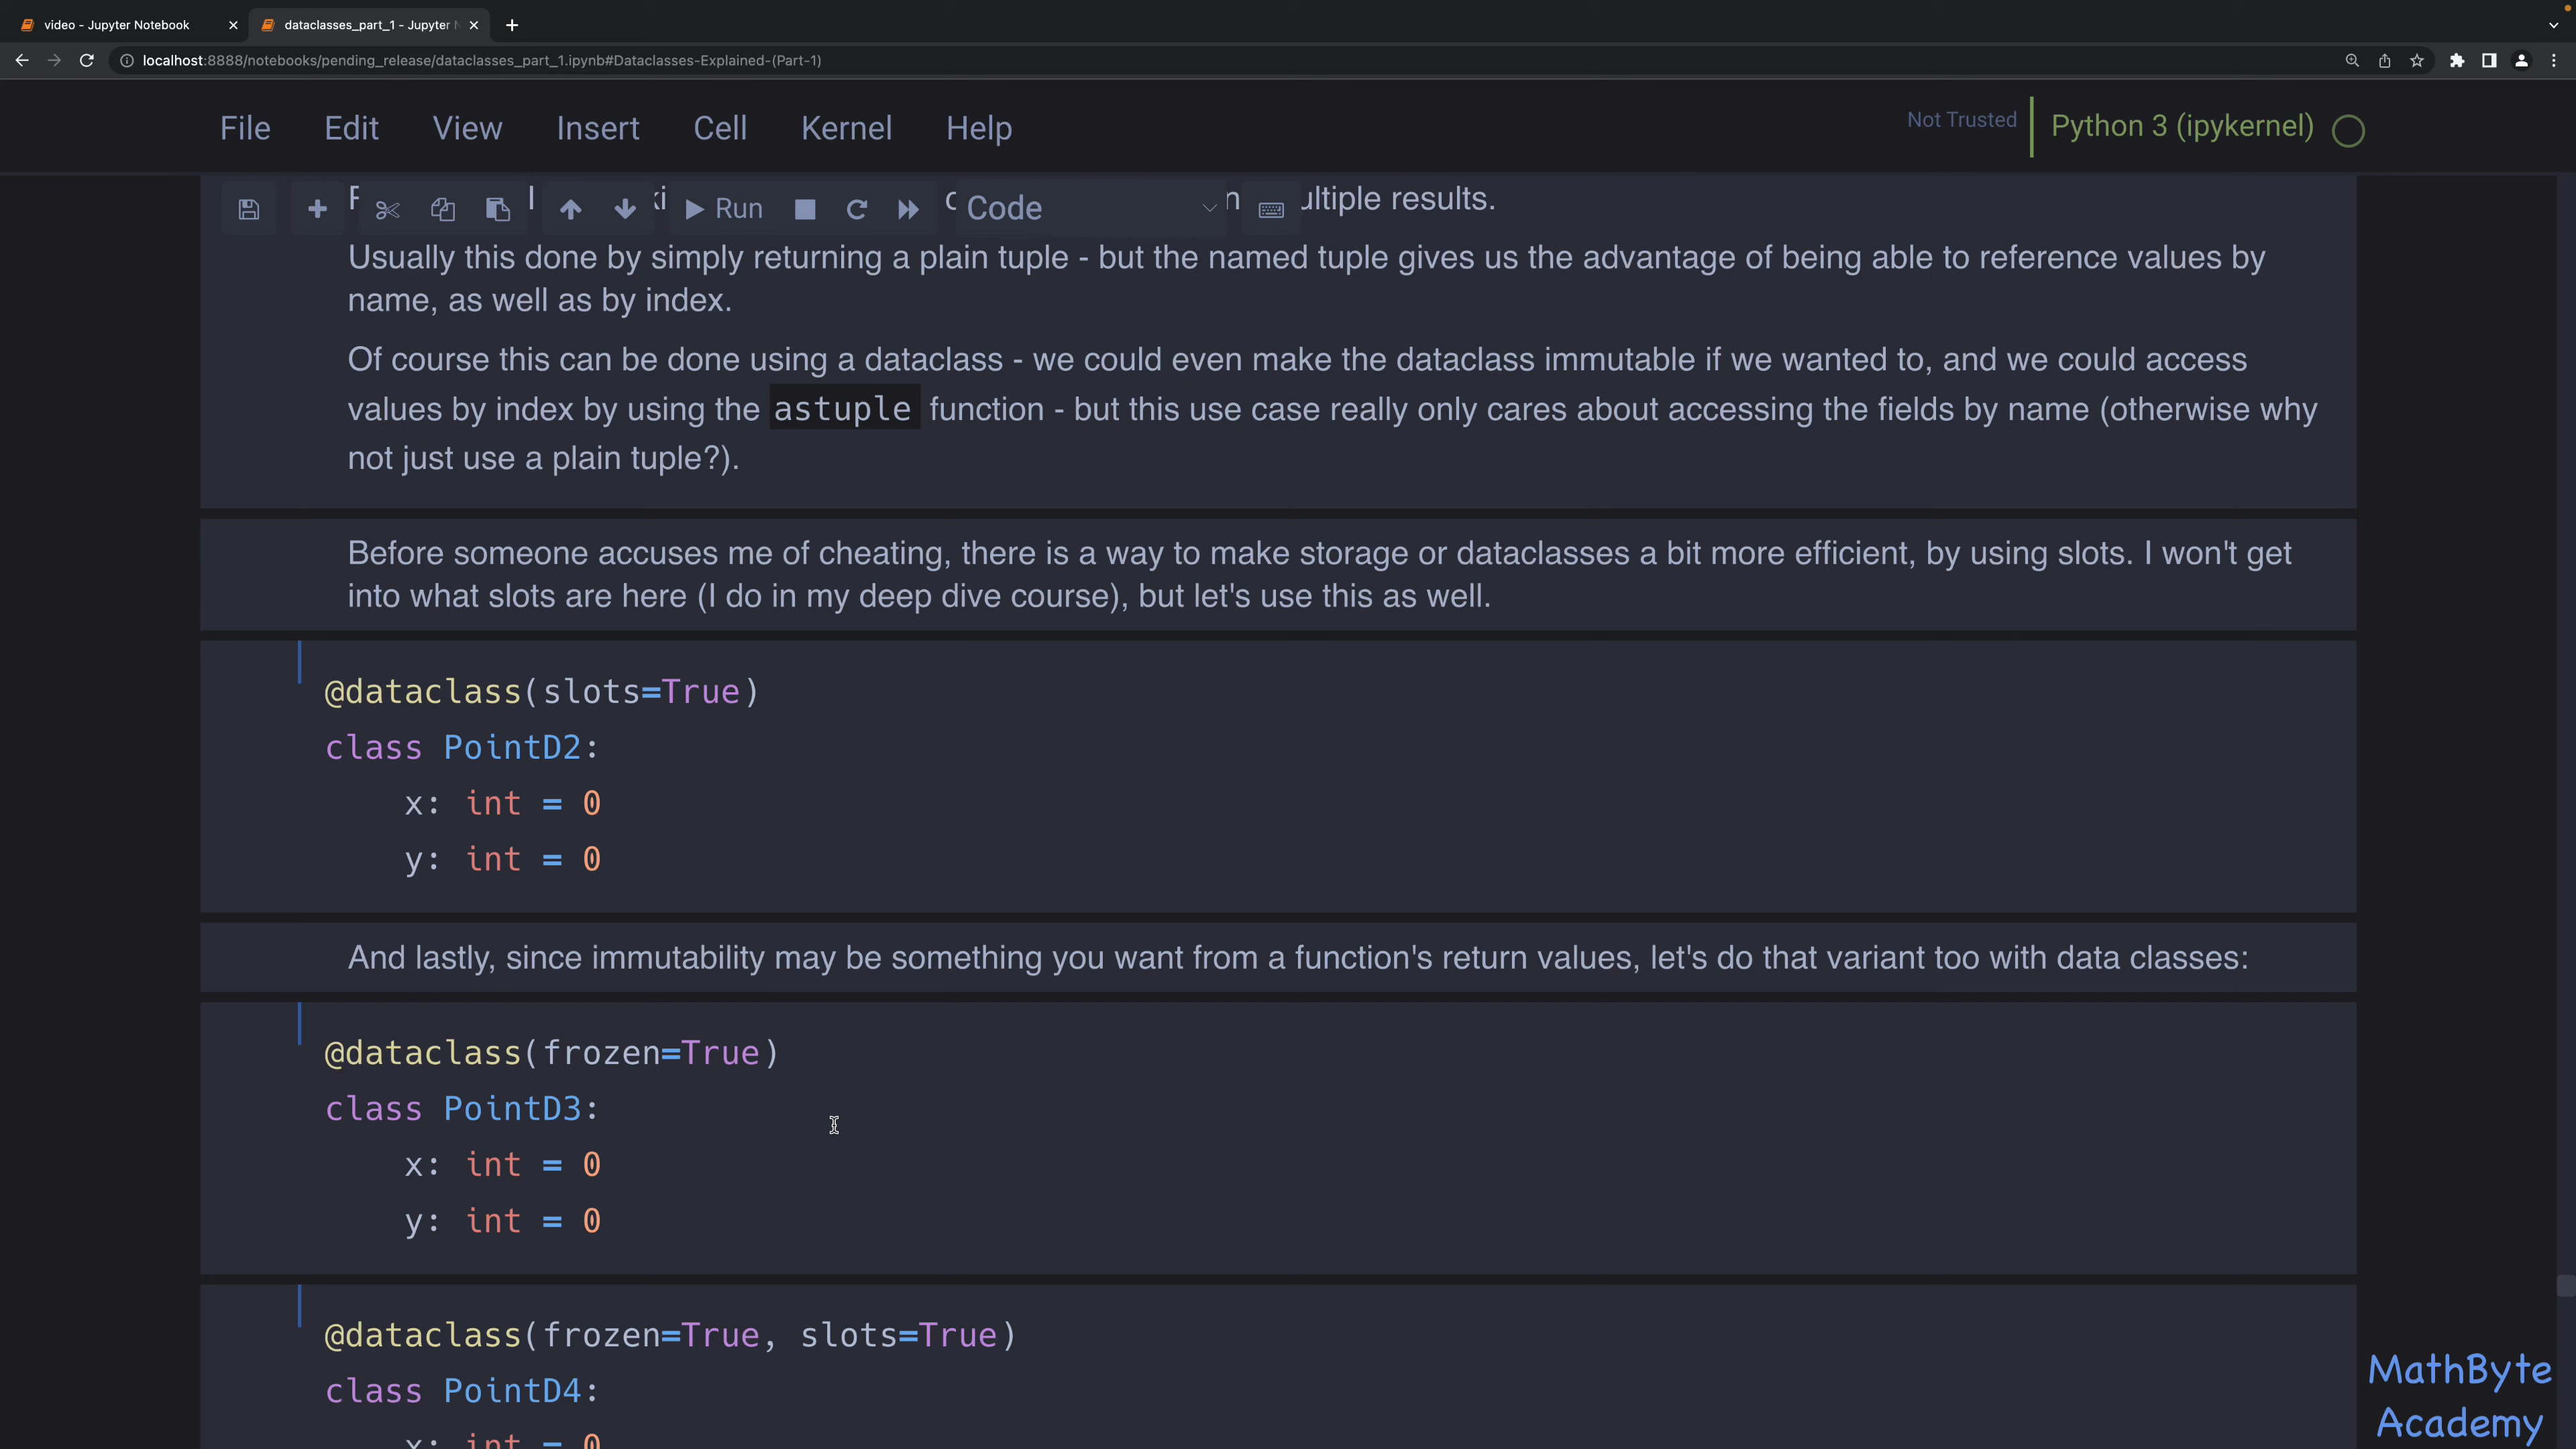 video - Jupyter Notebook
dataclasses_part_1 - Jupyter
localhost:8888/notebooks/pending_release/dataclasses_part_1.ipynb#Dataclasses-Explained-(Part-1)
File Edit View Insert Cell Kernel Help
Not Trusted
Python 3 (ipykernel)
Run
Code
ultiple results.
Usually this done by simply returning a plain tuple - but the named tuple gives us the advantage of being able to reference values by
name, as well as by index.
Of course this can be done using a dataclass - we could even make the dataclass immutable if we wanted to, and we could access
values by index by using the astuple function - but this use case really only cares about accessing the fields by name (otherwise why
not just use a plain tuple?).
Before someone accuses me of cheating, there is a way to make storage or dataclasses a bit more efficient, by using slots. I won't get
into what slots are here (I do in my deep dive course), but let's use this as well.
@dataclass(slots=True)
class PointD2:
x: int = 0
y: int = 0
And lastly, since immutability may be something you want from a function's return values, let's do that variant too with data classes:
@dataclass(frozen=True)
class PointD3:
x: int = 0
y: int = 0
@dataclass(frozen=True, slots=True)
class PointD4:
x: int = 0
MathByte
Academy